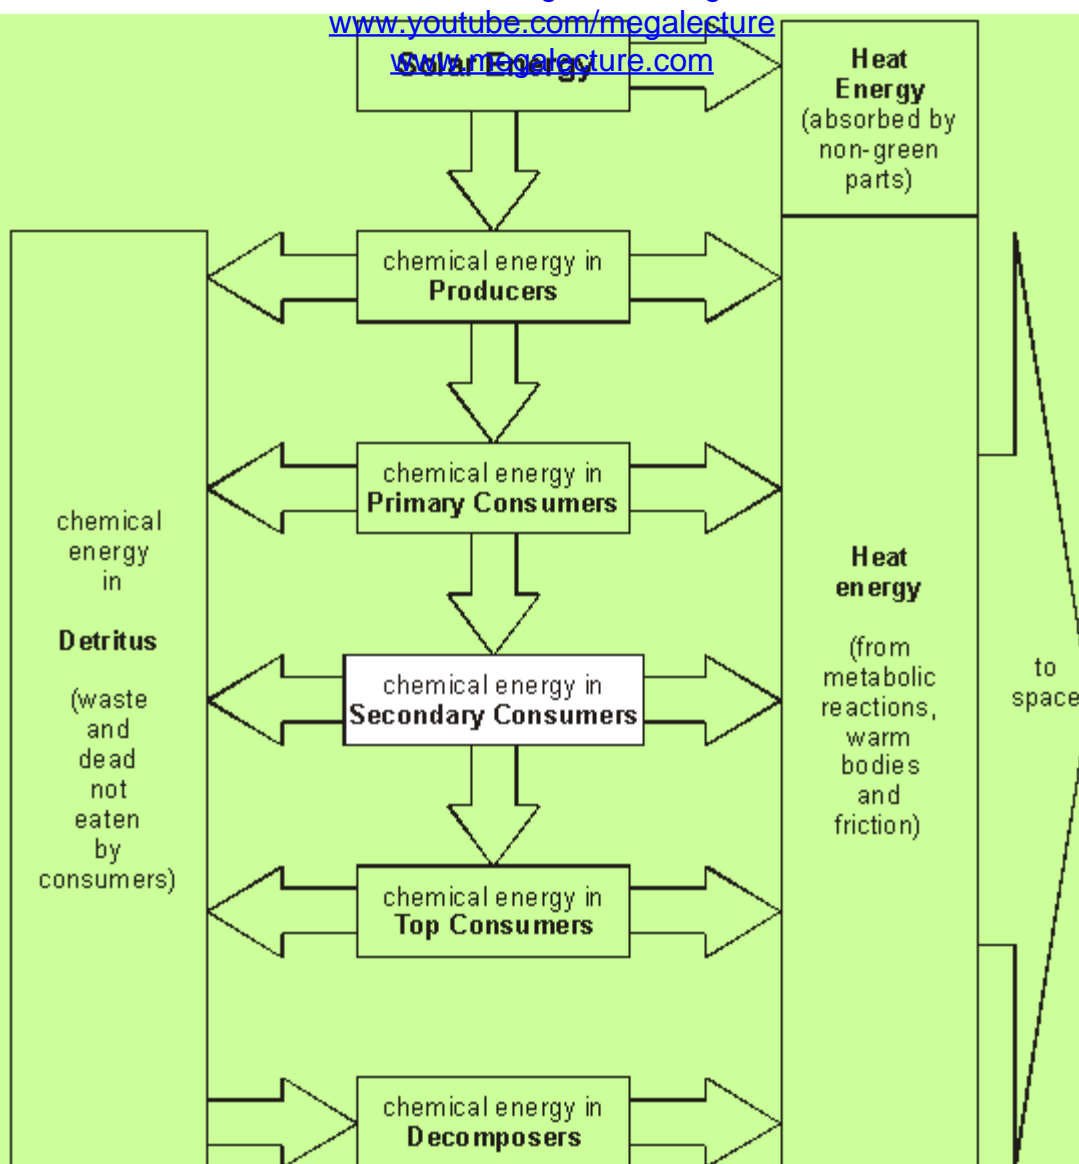 www.youtube.com/megalecture
www.megalecture.com
Solar Energy
Heat
Energy
(absorbed by
non-green
parts)
chemical energy in
Producers
chemical energy in
Primary Consumers
chemical
energy
in
Detritus
(waste
and
dead
not
eaten
by
consumers)
chemical energy in
Secondary Consumers
chemical energy in
Top Consumers
chemical energy in
Decomposers
Heat
energy
(from
metabolic
reactions,
warm
bodies
and
friction)
to
space